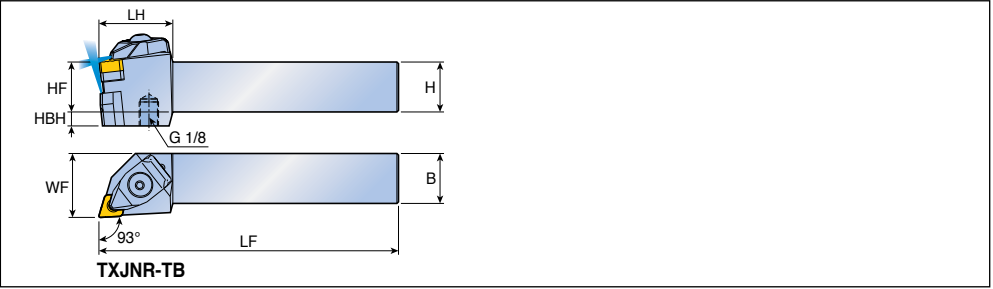 LH
HF
H
HBH
G 1/8
WF
B
93°
LF
TXJNR-TB